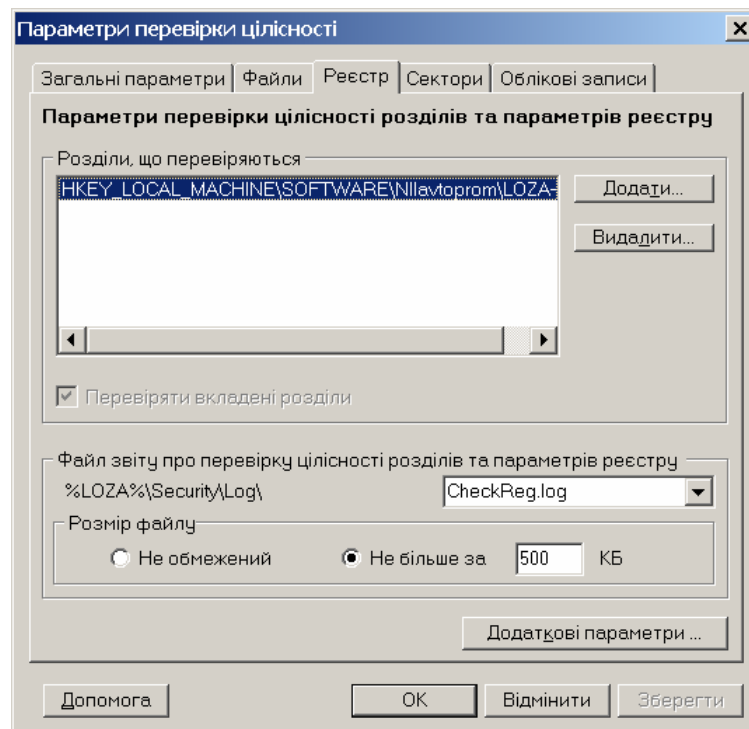 Параметри перевірки цілісності
Загальні параметри Файли Реєстр Сектори Облікові записи
Параметри перевірки цілісності розділів та параметрів реєстру
Розділи, що перевіряються
HKEY_LOCAL_MACHINE\SOFTWARE\NIIavtoprom\LOZA-
Додати...
Видалити...
Перевіряти вкладені розділи
Файл звіту про перевірку цілісності розділів та параметрів реєстру
%LOZA%\Security\Log\ CheckReg.log
Розмір файлу
Не обмежений Не більше за 500 КБ
Додаткові параметри ...
Допомога OK Відмінити Зберегти